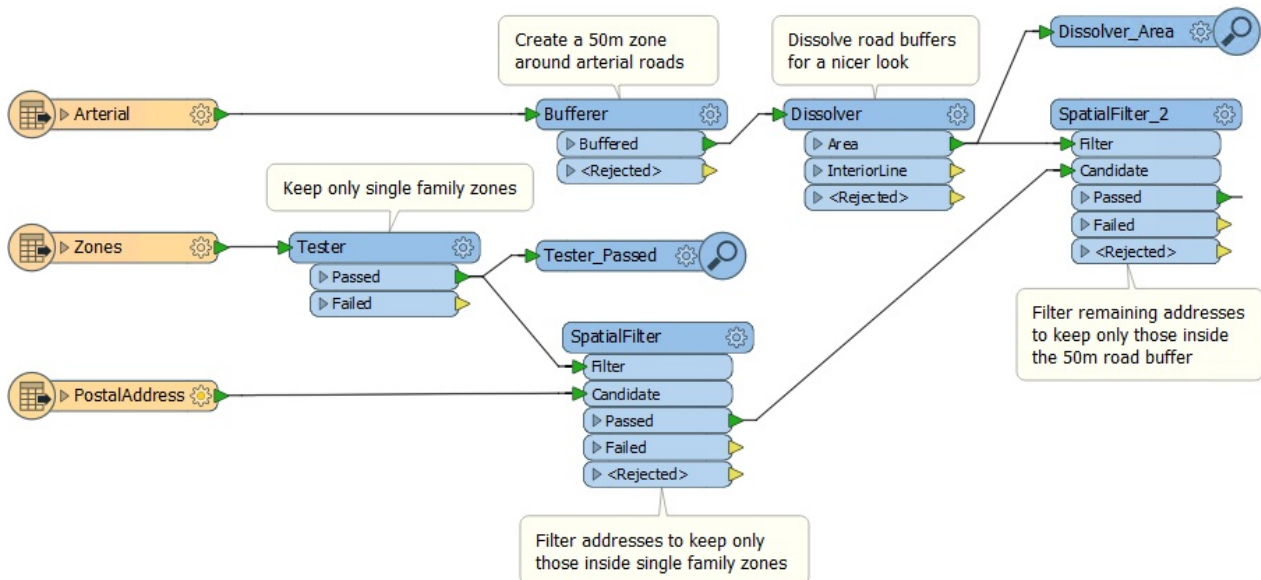 Create a 50m zone
around arterial roads
Dissolve road buffers
for a nicer look
Dissolver_Area
Arterial
Bufferer
Buffered
<Rejected>
Dissolver
Area
InteriorLine
<Rejected>
SpatialFilter_2
Filter
Candidate
Passed
Failed
<Rejected>
Keep only single family zones
Zones
Tester
Passed
Failed
Tester_Passed
Filter remaining addresses
to keep only those inside
the 50m road buffer
SpatialFilter
Filter
Candidate
Passed
Failed
<Rejected>
PostalAddress
Filter addresses to keep only
those inside single family zones